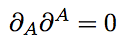 ∂_A∂^A = 0